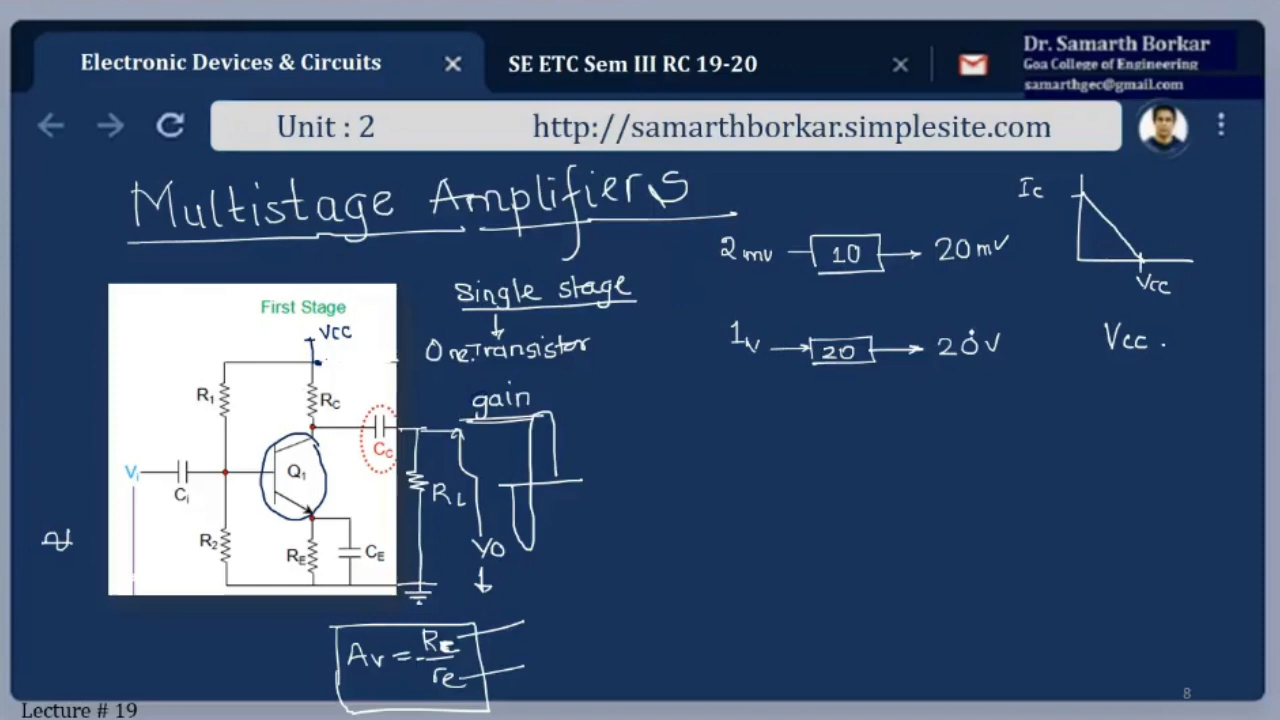 Electronic Devices & Circuits
SE ETC Sem III RC 19-20
Dr. Samarth Borkar
Goa College of Engineering
samarthgec@gmail.com
Unit : 2
http://samarthborkar.simplesite.com
Multistage Amplifiers
Ic
Vcc
2mv 10 20mV
1v 20 20V
Vcc .
Single stage
One.Transistor
gain
First Stage
Vcc
R1
RC
CC
Vi
Ci
Q1
R2
RE
CE
RL
VO
Av = - 
re
Lecture # 19
8